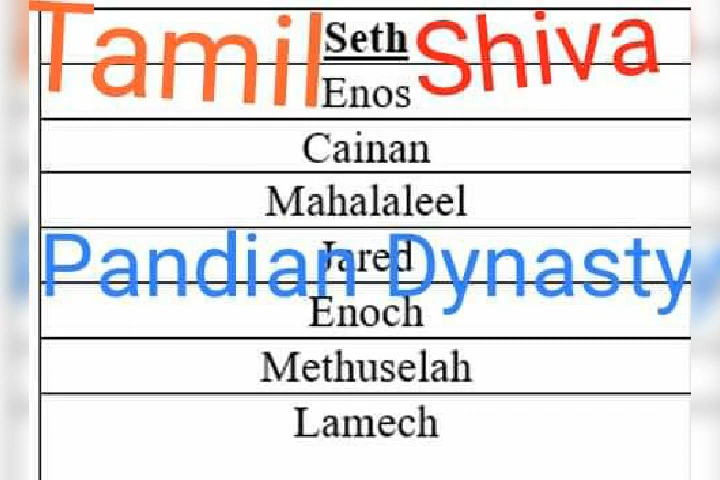 Tamil Seth Shiva
Enos
Cainan
Mahalaleel
Jared
Pandian Dynasty
Enoch
Methuselah
Lamech